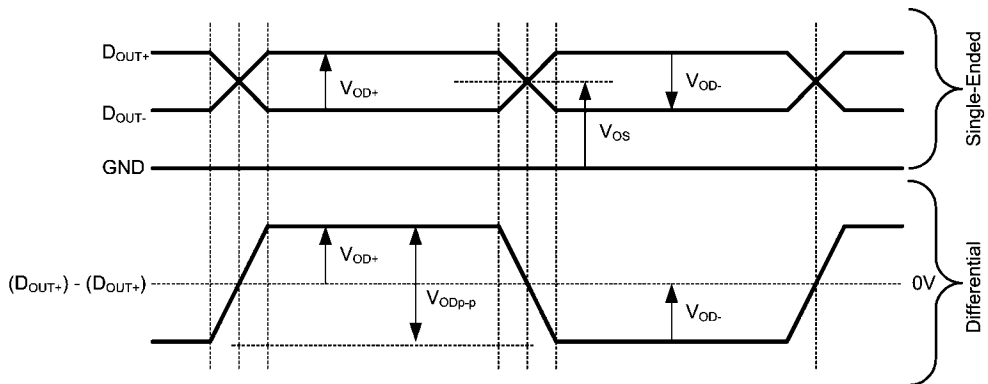 DOUT+
VOD+
VOD-
DOUT-
VOS
GND
Single-Ended
VOD+
(DOUT+) - (DOUT+)
VODp-p
0V
VOD-
Differential